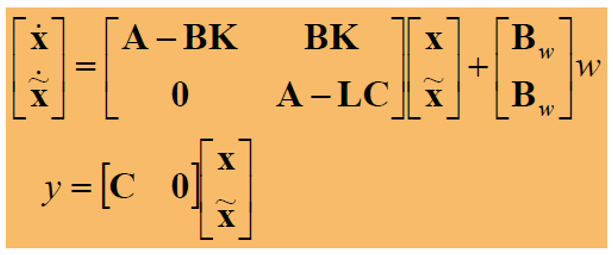 [ẋ; x̃̇] = [A − BK BK; 0 A − LC] [x; x̃] + [B_w; B_w] w
y = [C 0] [x; x̃]